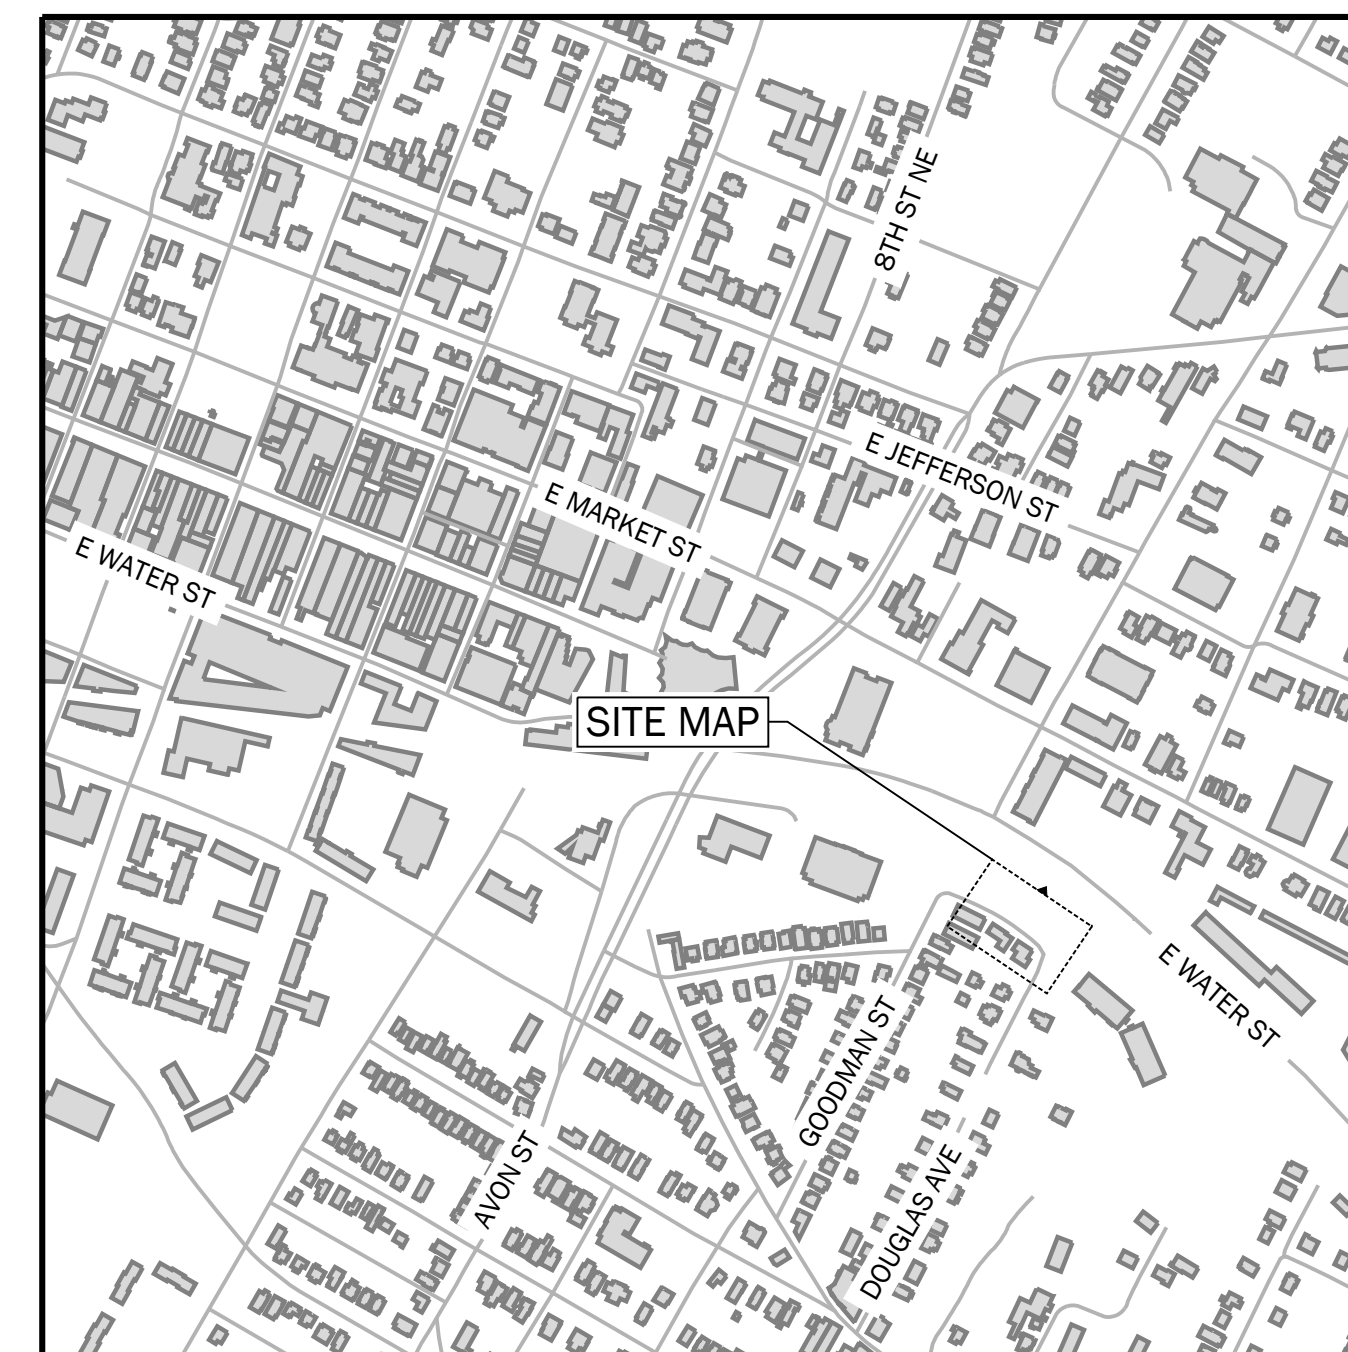 8TH ST NE
E JEFFERSON ST
E MARKET ST
E WATER ST
SITE MAP
E WATER ST
GOODMAN ST
AVON ST
DOUGLAS AVE